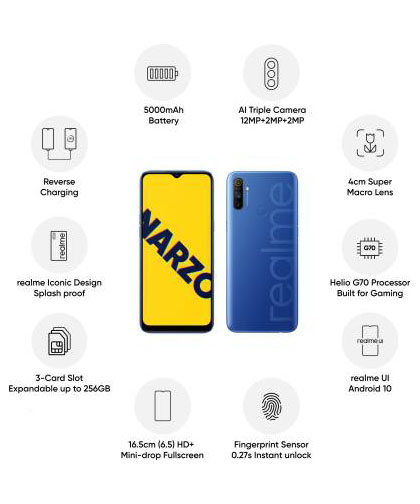 5000mAh
Battery
AI Triple Camera
12MP+2MP+2MP
Reverse
Charging
4cm Super
Macro Lens
NARZO
realme
realme
realme Iconic Design
Splash proof
G70
Helio G70 Processor
Built for Gaming
3-Card Slot
Expandable up to 256GB
realme UI
realme UI
Android 10
16.5cm (6.5) HD+
Mini-drop Fullscreen
Fingerprint Sensor
0.27s Instant unlock